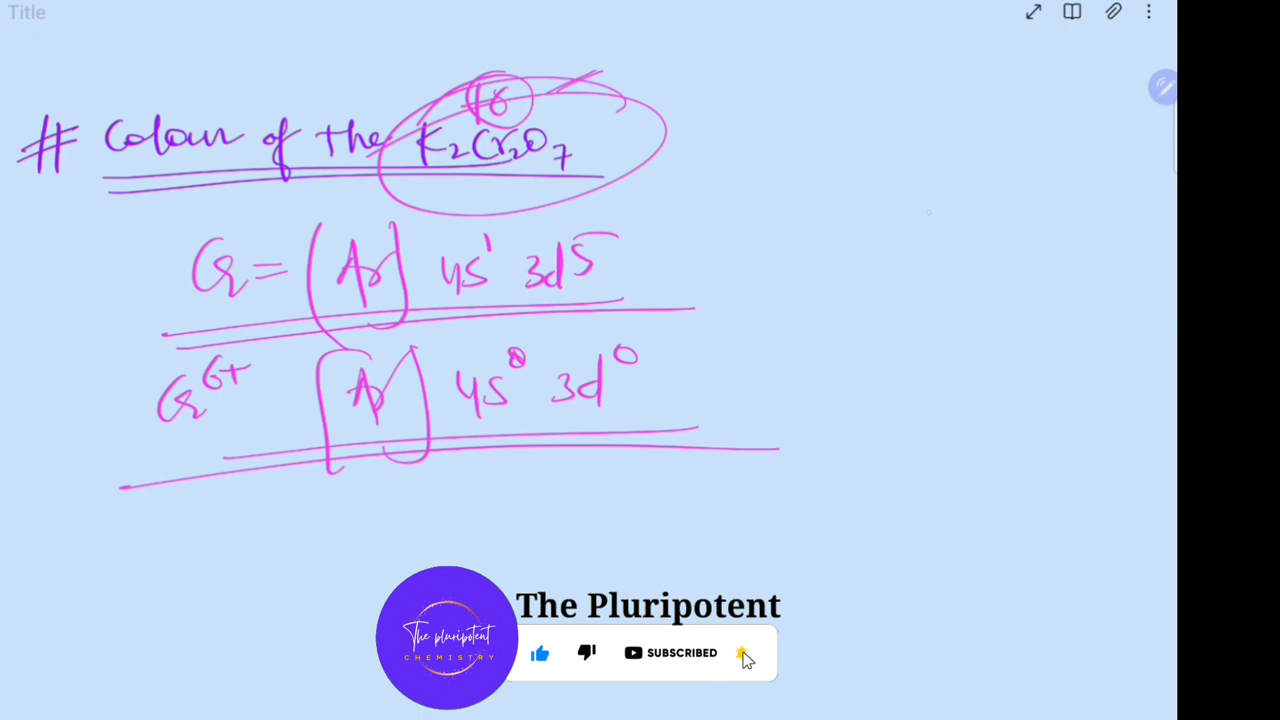 Title
+6
# Colour of the K2Cr2O7
Cr = [Ar] 4s1 3d5
Cr6+ [Ar] 4s0 3d0
The Pluripotent
The pluripotent
CHEMISTRY
SUBSCRIBED